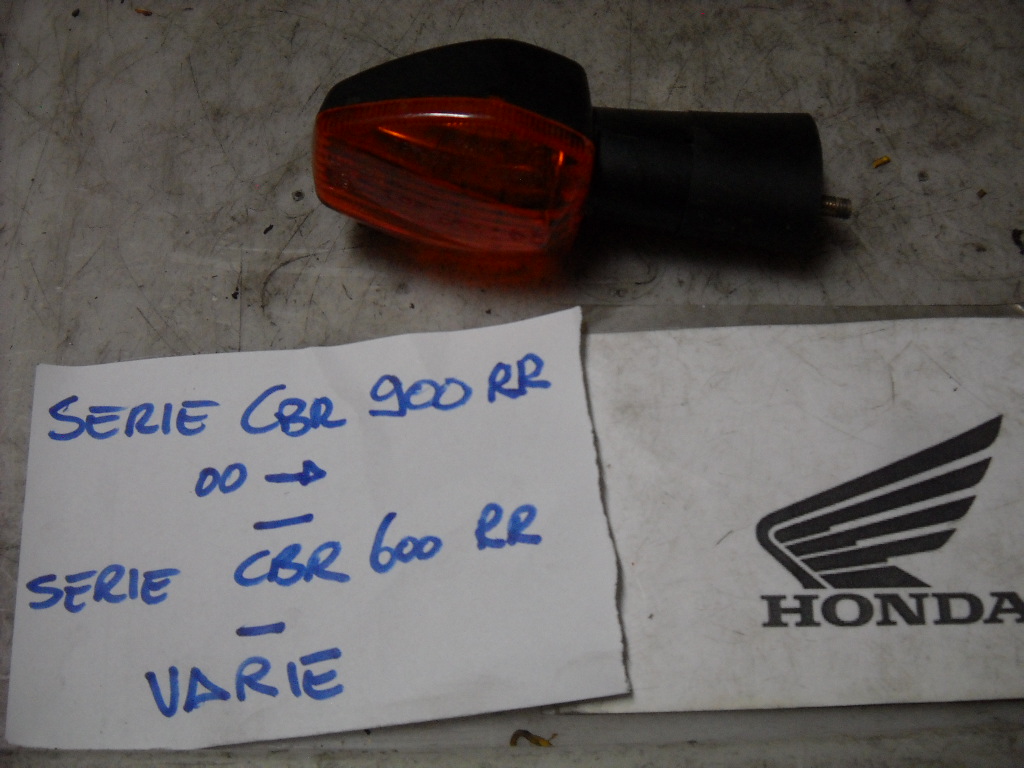 SERIE CBR 900 RR
00 →
—
SERIE CBR 600 RR
—
VARIE
HONDA